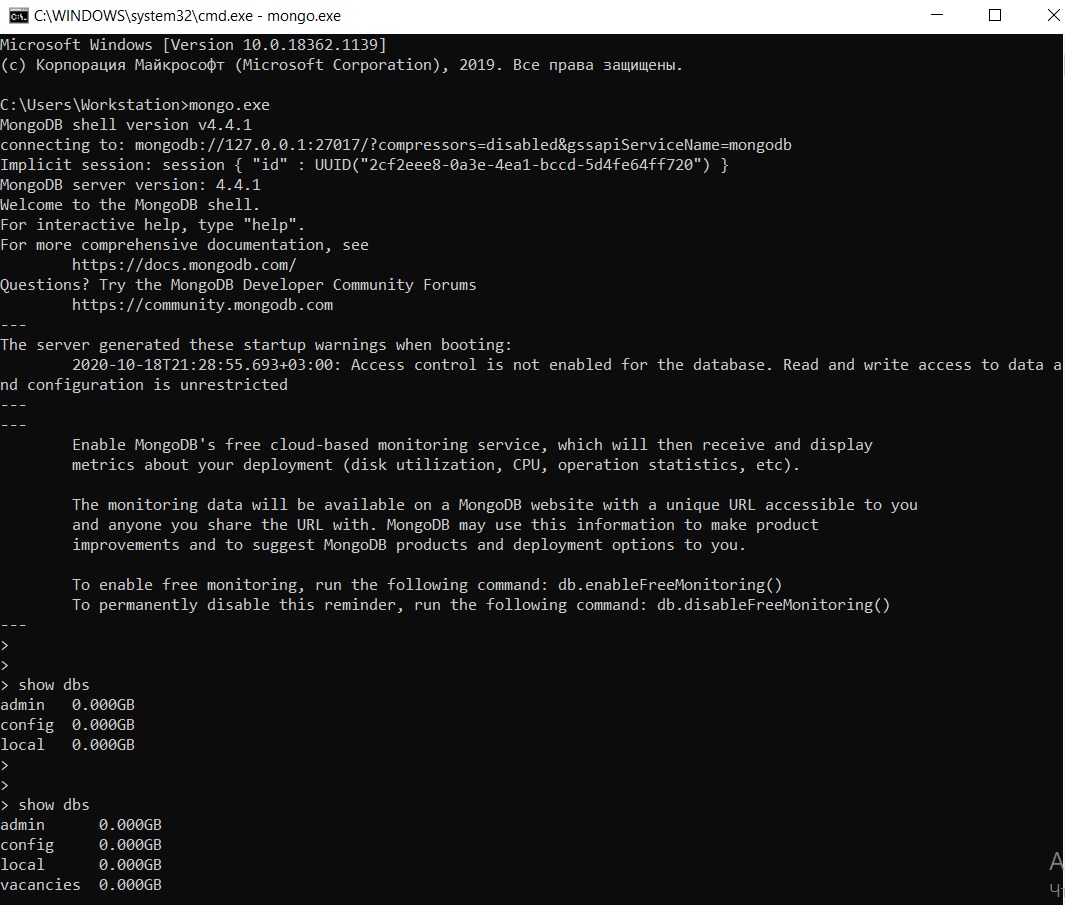 C:\WINDOWS\system32\cmd.exe - mongo.exe
Microsoft Windows [Version 10.0.18362.1139]
(c) Корпорация Майкрософт (Microsoft Corporation), 2019. Все права защищены.
C:\Users\Workstation>mongo.exe
MongoDB shell version v4.4.1
connecting to: mongodb://127.0.0.1:27017/?compressors=disabled&gssapiServiceName=mongodb
Implicit session: session { "id" : UUID("2cf2eee8-0a3e-4ea1-bccd-5d4fe64ff720") }
MongoDB server version: 4.4.1
Welcome to the MongoDB shell.
For interactive help, type "help".
For more comprehensive documentation, see
        https://docs.mongodb.com/
Questions? Try the MongoDB Developer Community Forums
        https://community.mongodb.com
---
The server generated these startup warnings when booting:
        2020-10-18T21:28:55.693+03:00: Access control is not enabled for the database. Read and write access to data a
nd configuration is unrestricted
---
---
        Enable MongoDB's free cloud-based monitoring service, which will then receive and display
        metrics about your deployment (disk utilization, CPU, operation statistics, etc).
        The monitoring data will be available on a MongoDB website with a unique URL accessible to you
        and anyone you share the URL with. MongoDB may use this information to make product
        improvements and to suggest MongoDB products and deployment options to you.
        To enable free monitoring, run the following command: db.enableFreeMonitoring()
        To permanently disable this reminder, run the following command: db.disableFreeMonitoring()
---
>
>
> show dbs
admin   0.000GB
config  0.000GB
local   0.000GB
>
>
> show dbs
admin      0.000GB
config     0.000GB
local      0.000GB
vacancies  0.000GB